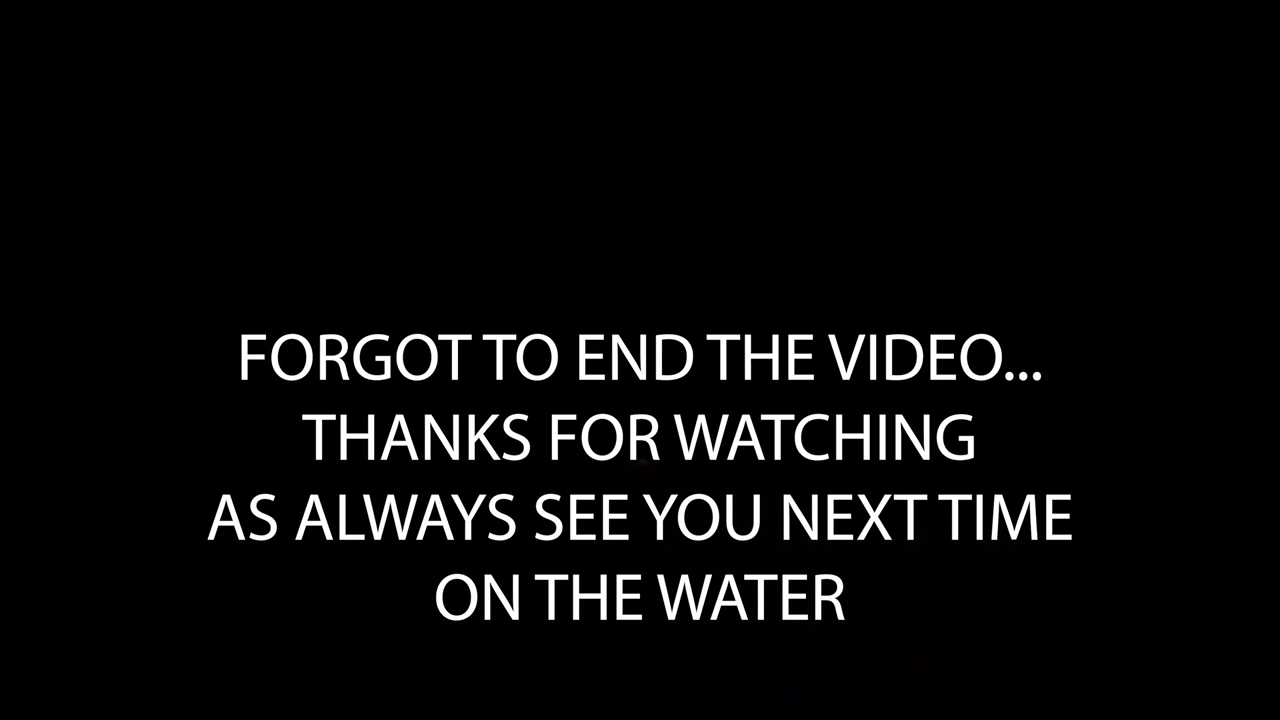 FORGOT TO END THE VIDEO...
THANKS FOR WATCHING
AS ALWAYS SEE YOU NEXT TIME
ON THE WATER